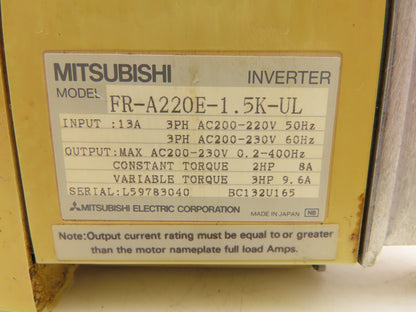 MITSUBISHI INVERTER
MODEL FR-A220E-1.5K-UL
INPUT :13A 3PH AC200-220V 50Hz
3PH AC200-230V 60Hz
OUTPUT:MAX AC200-230V 0.2-400Hz
CONSTANT TORQUE 2HP 8A
VARIABLE TORQUE 3HP 9.6A
SERIAL:L59783040 BC132U165
MITSUBISHI ELECTRIC CORPORATION MADE IN JAPAN NB
Note:Output current rating must be equal to or greater
than the motor nameplate full load Amps.